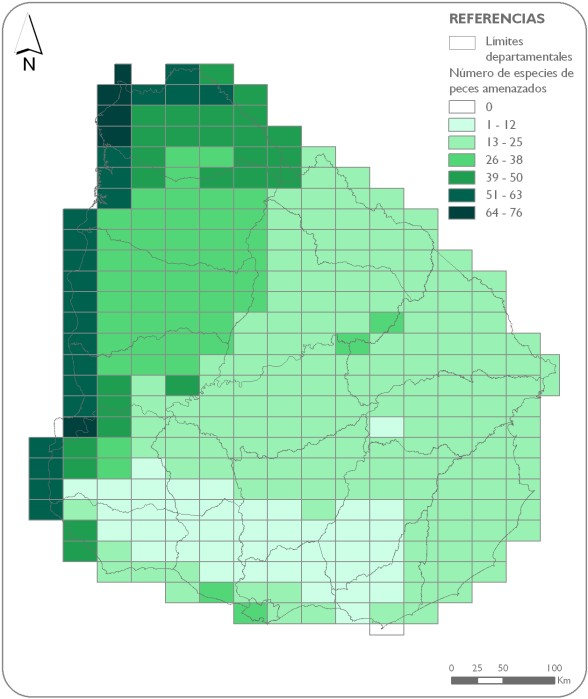 REFERENCIAS
Limites
departamentales
Número de especies de
peces amenazados
0
1 - 12
13 - 25
26 - 38
39 - 50
51 - 63
64 - 76
N
0 25 50 100
Km